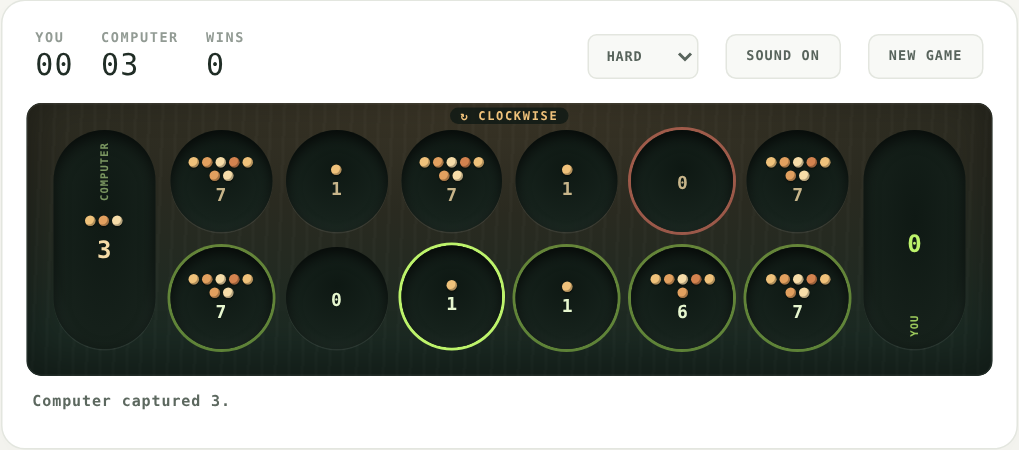 YOU COMPUTER WINS
00 03 0
HARD SOUND ON NEW GAME
↻ CLOCKWISE
COMPUTER
3
7 1 7 1 0 7
7 0 1 1 6 7
0
YOU
Computer captured 3.